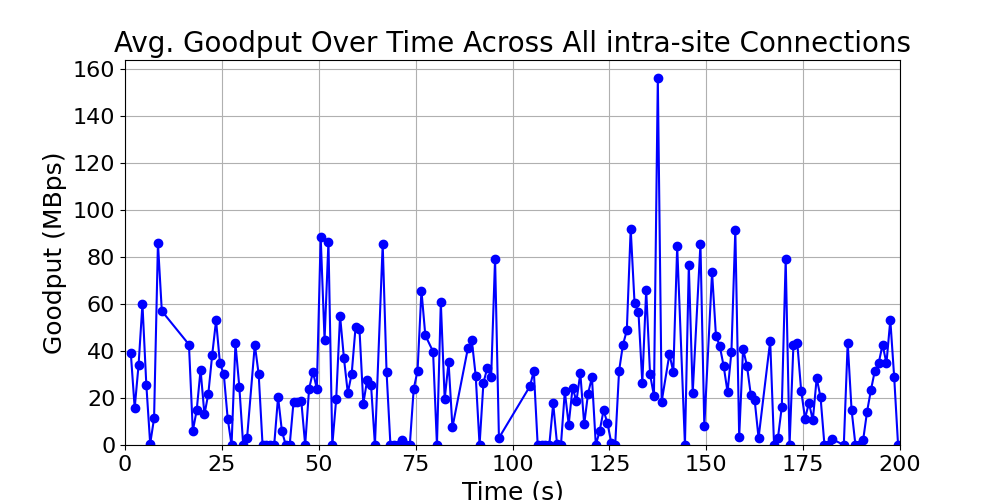 Avg. Goodput Over Time Across All intra-site Connections
Goodput (MBps)
160
140
120
100
80
60
40
20
0
0 25 50 75 100 125 150 175 200
Time (s)